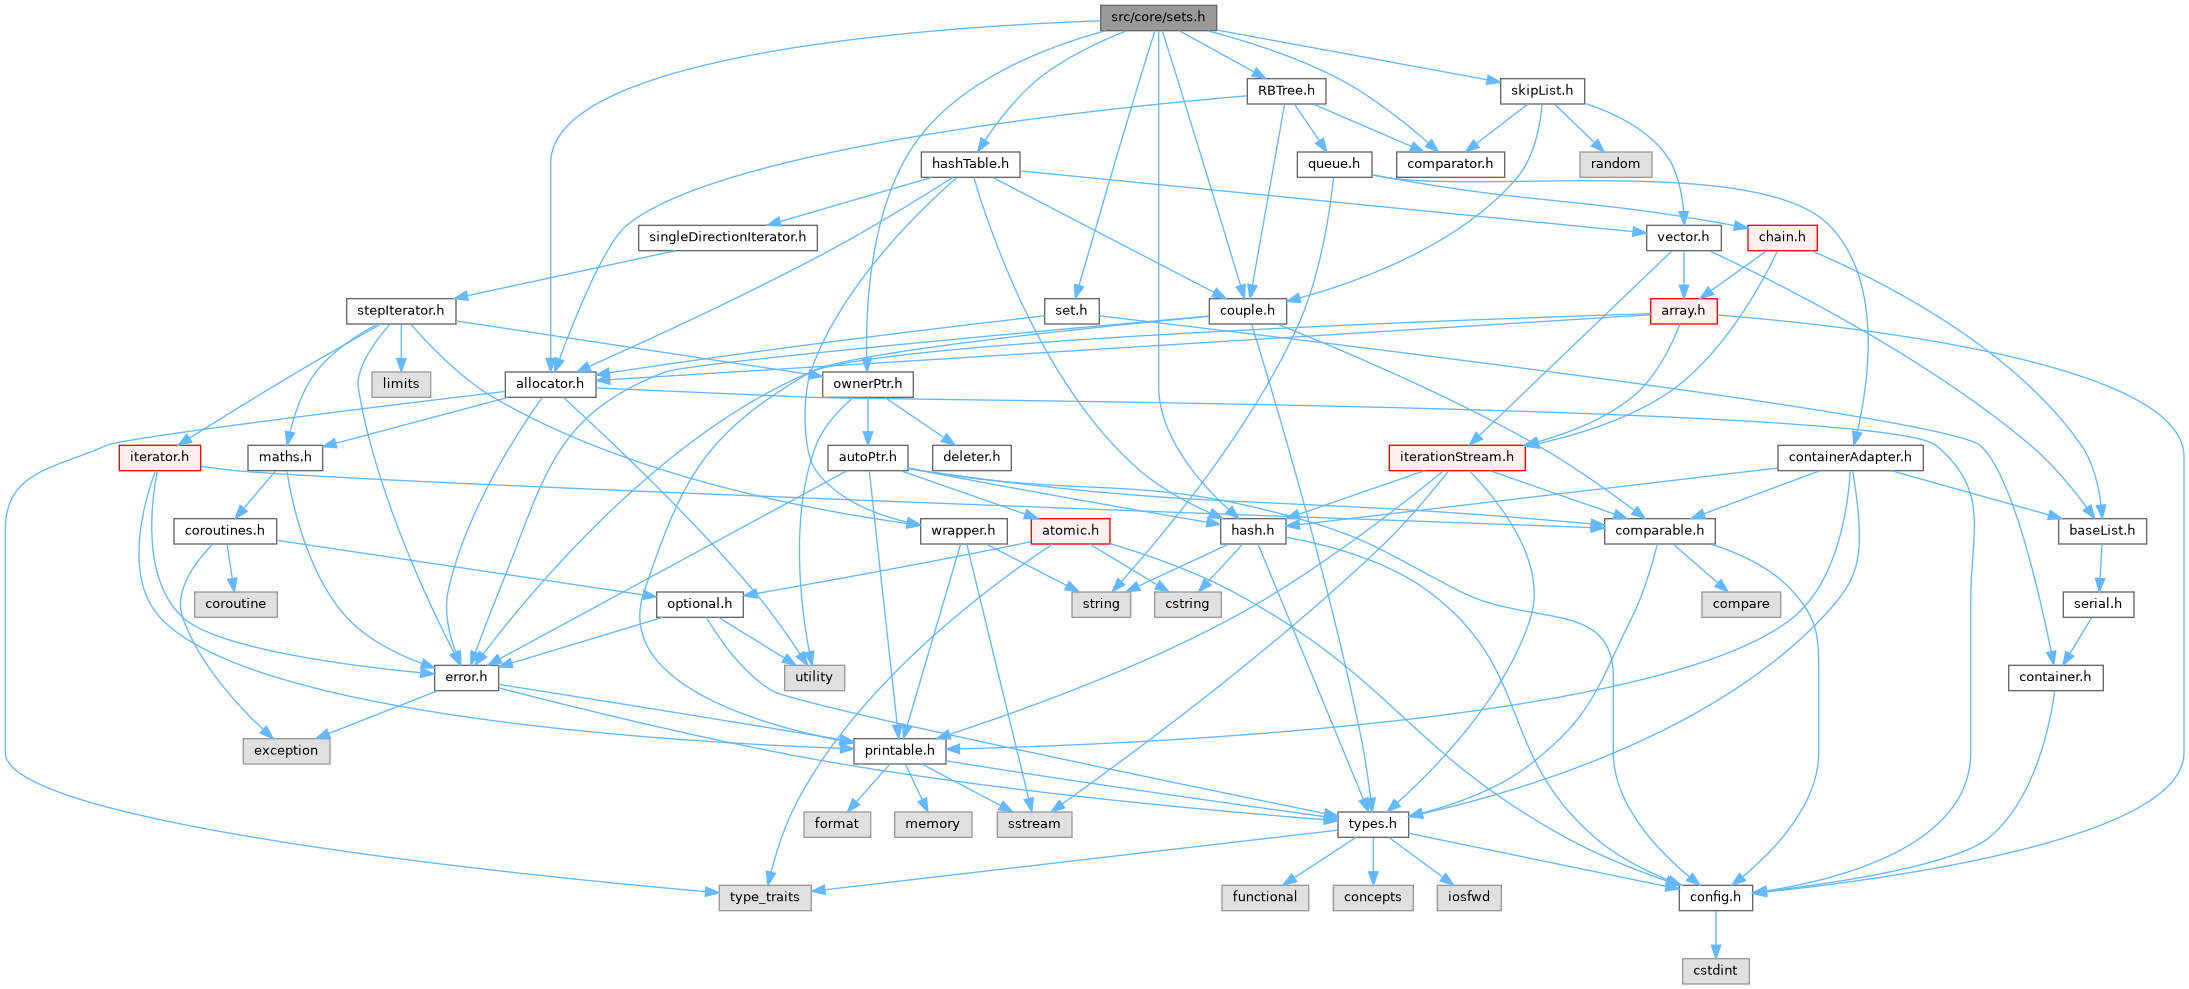 src/core/sets.h
RBTree.h
skipList.h
hashTable.h
queue.h
comparator.h
random
singleDirectionIterator.h
vector.h
chain.h
stepIterator.h
set.h
couple.h
array.h
limits
allocator.h
ownerPtr.h
iterator.h
maths.h
autoPtr.h
deleter.h
iterationStream.h
containerAdapter.h
coroutines.h
wrapper.h
atomic.h
hash.h
comparable.h
baseList.h
coroutine
optional.h
string
cstring
compare
serial.h
error.h
utility
container.h
exception
printable.h
format
memory
sstream
types.h
type_traits
functional
concepts
iosfwd
config.h
cstdint